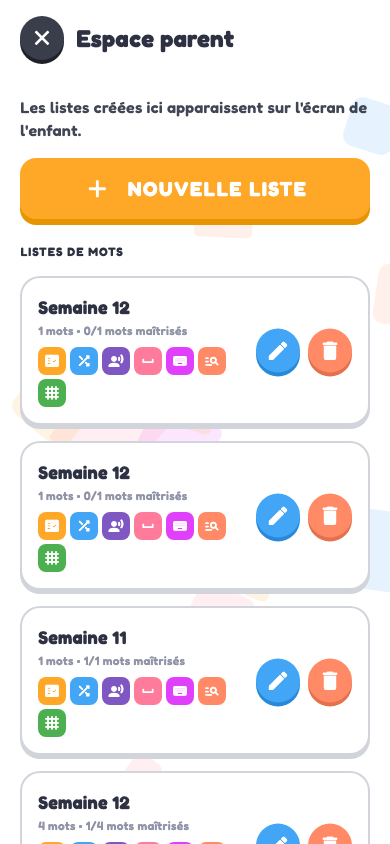 Espace parent
Les listes créées ici apparaissent sur l'écran de
l'enfant.
NOUVELLE LISTE
LISTES DE MOTS
Semaine 12
1 mots • 0/1 mots maîtrisés
Semaine 12
1 mots • 0/1 mots maîtrisés
Semaine 11
1 mots • 1/1 mots maîtrisés
Semaine 12
4 mots • 1/4 mots maîtrisés